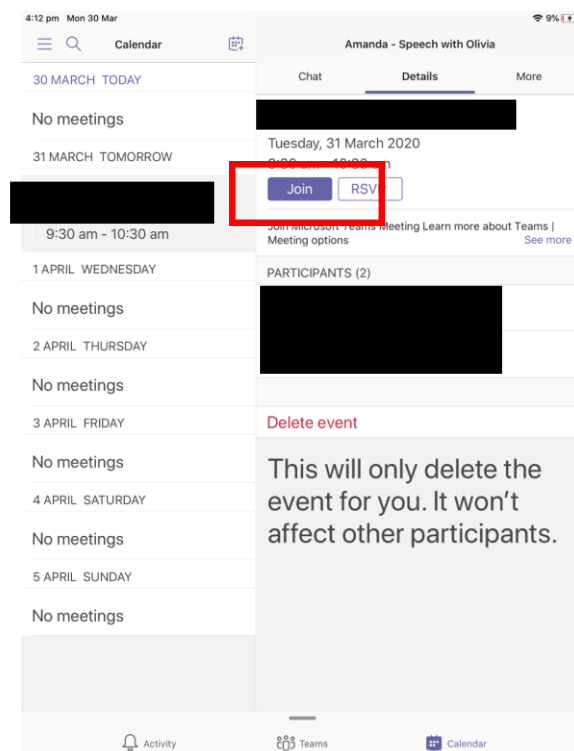 4:12 pm Mon 30 Mar
9%
Calendar
30 MARCH TODAY
No meetings
31 MARCH TOMORROW
9:30 am - 10:30 am
1 APRIL WEDNESDAY
No meetings
2 APRIL THURSDAY
No meetings
3 APRIL FRIDAY
No meetings
4 APRIL SATURDAY
No meetings
5 APRIL SUNDAY
No meetings
Amanda - Speech with Olivia
Chat Details More
Tuesday, 31 March 2020
Join RSVP
Join Microsoft Teams Meeting Learn more about Teams |
Meeting options See more
PARTICIPANTS (2)
Delete event
This will only delete the
event for you. It won't
affect other participants.
Activity Teams Calendar